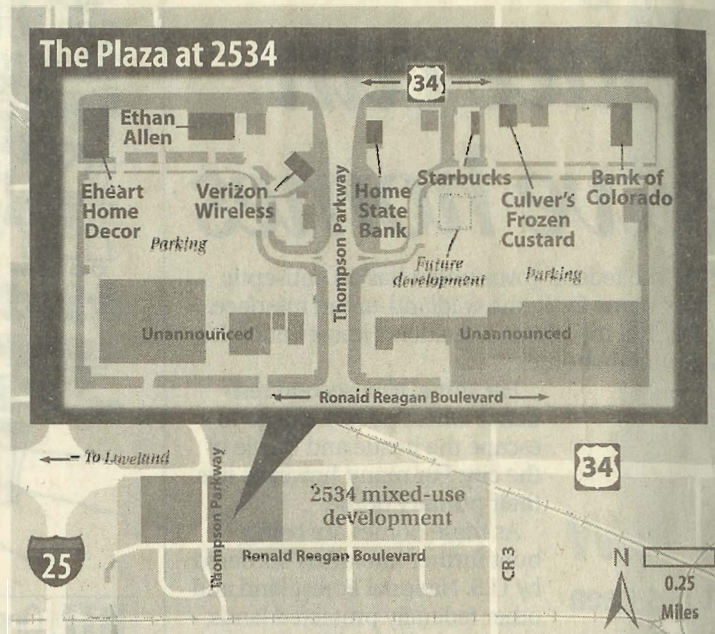 The Plaza at 2534
34
Ethan
Allen
Eheart
Home
Decor
Verizon
Wireless
Parking
Thompson Parkway
Home
State
Bank
Starbucks
Culver's
Frozen
Custard
Bank of
Colorado
Future
development
Parking
Unannounced
Unannounced
Ronald Reagan Boulevard
To Loveland
Thompson Parkway
2534 mixed-use
development
34
25
Ronald Reagan Boulevard
CR 3
N
0.25
Miles